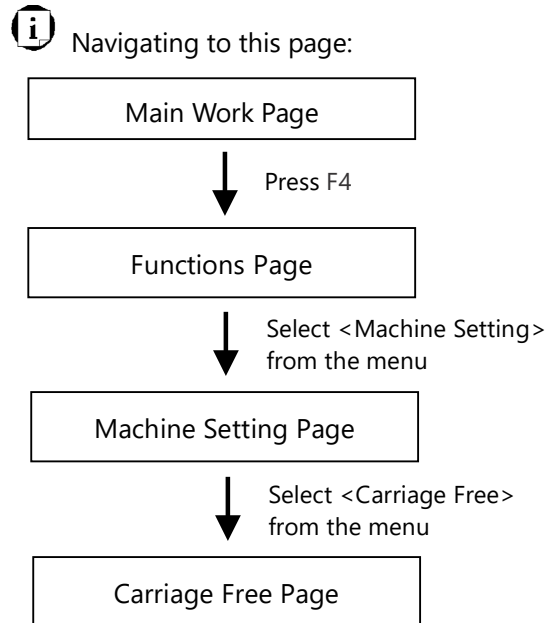 i
Navigating to this page:
Main Work Page
Press F4
Functions Page
Select <Machine Setting>
from the menu
Machine Setting Page
Select <Carriage Free>
from the menu
Carriage Free Page